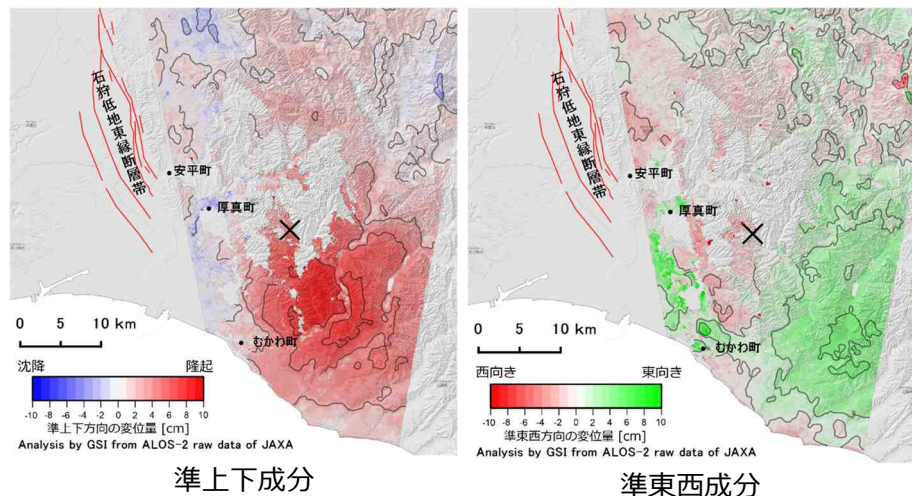 石狩低地東縁断層帯
安平町
厚真町
むかわ町
0 5 10 km
沈降 隆起
-10 -8 -6 -4 -2 0 2 4 6 8 10
準上下方向の変位量 [cm]
Analysis by GSI from ALOS-2 raw data of JAXA
準上下成分
石狩低地東縁断層帯
安平町
厚真町
むかわ町
0 5 10 km
西向き 東向き
-10 -8 -6 -4 -2 0 2 4 6 8 10
準東西方向の変位量 [cm]
Analysis by GSI from ALOS-2 raw data of JAXA
準東西成分